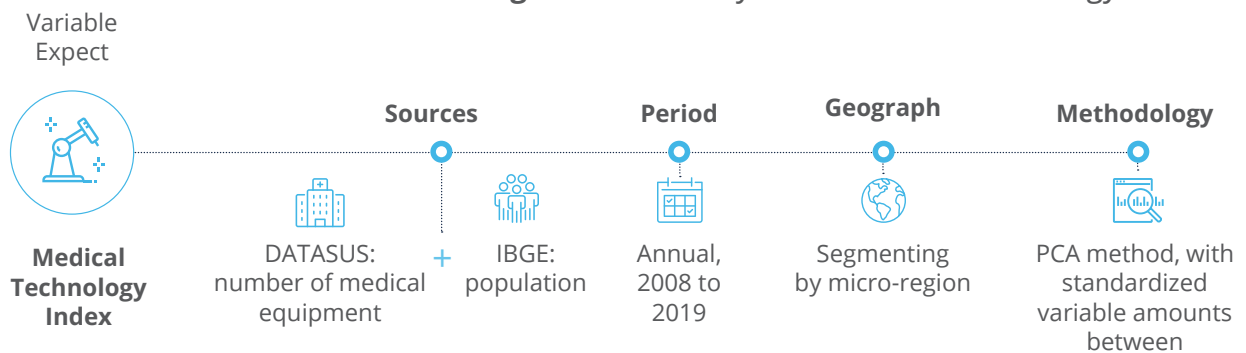 Variable
Expect
Sources
Period
Geograph
Methodology
Medical
Technology
Index
DATASUS:
number of medical
equipment
+
IBGE:
population
Annual,
2008 to
2019
Segmenting
by micro-region
PCA method, with
standardized
variable amounts
between